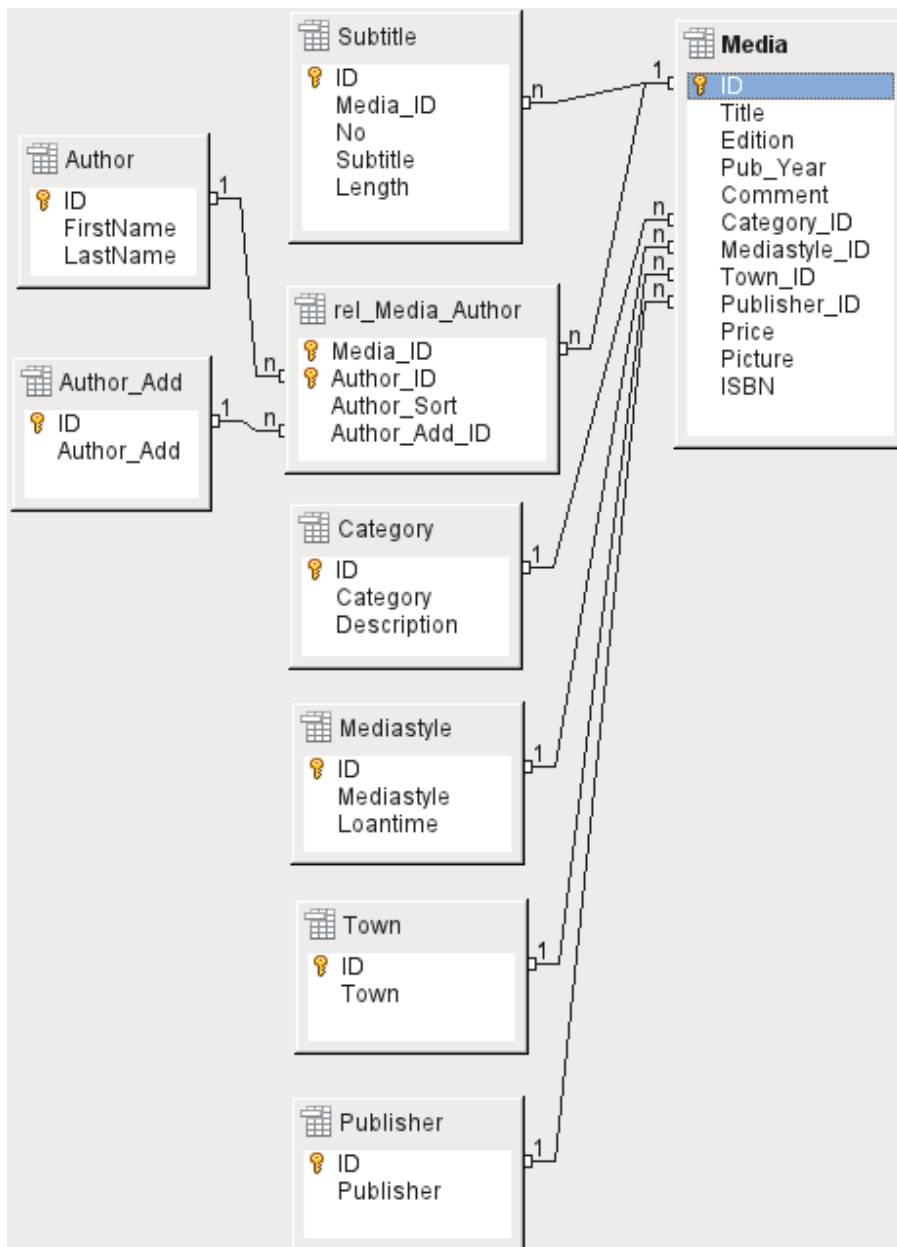 Subtitle
ID
Media_ID
No
Subtitle
Length
n
1
Media
ID
Title
Edition
Pub_Year
Comment
Category_ID
Mediastyle_ID
Town_ID
Publisher_ID
Price
Picture
ISBN
n
n
n
n
Author
ID
FirstName
LastName
1
rel_Media_Author
Media_ID
Author_ID
Author_Sort
Author_Add_ID
n
n
n
Author_Add
ID
Author_Add
1
Category
ID
Category
Description
1
Mediastyle
ID
Mediastyle
Loantime
1
Town
ID
Town
1
Publisher
ID
Publisher
1